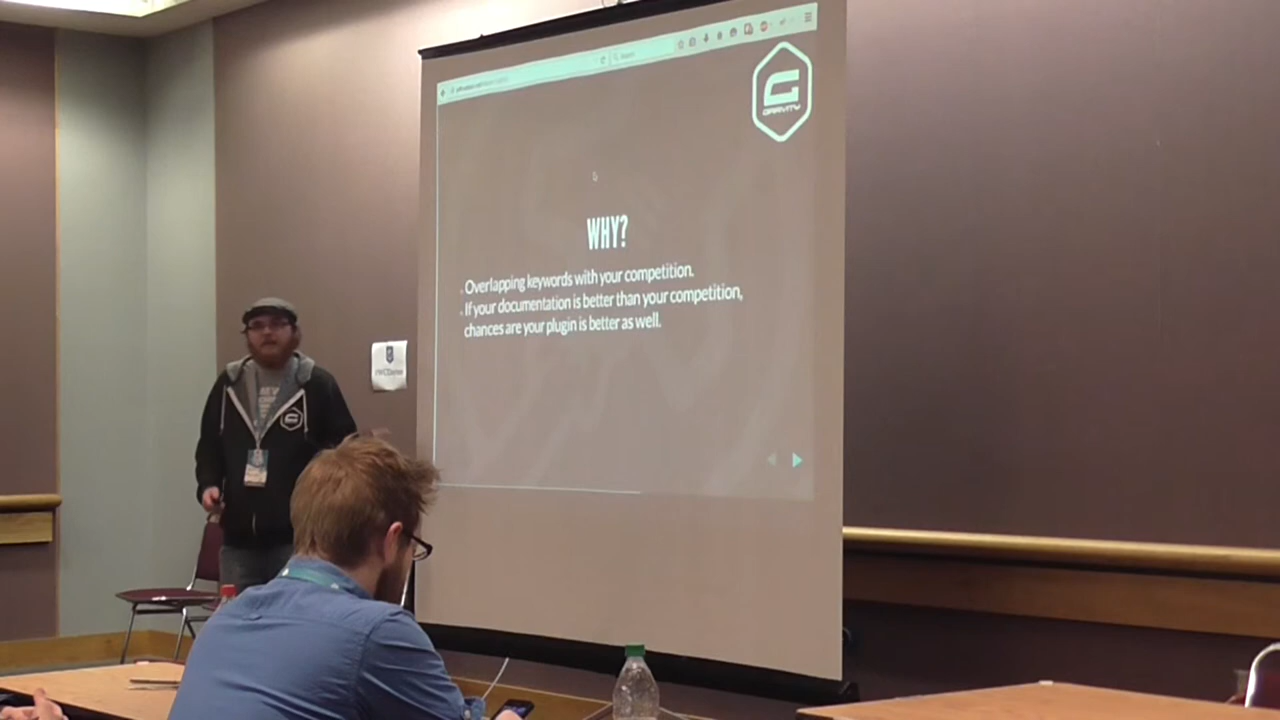 GRAVITY
WHY?
Overlapping keywords with your competition.
If your documentation is better than your competition,
chances are your plugin is better as well.